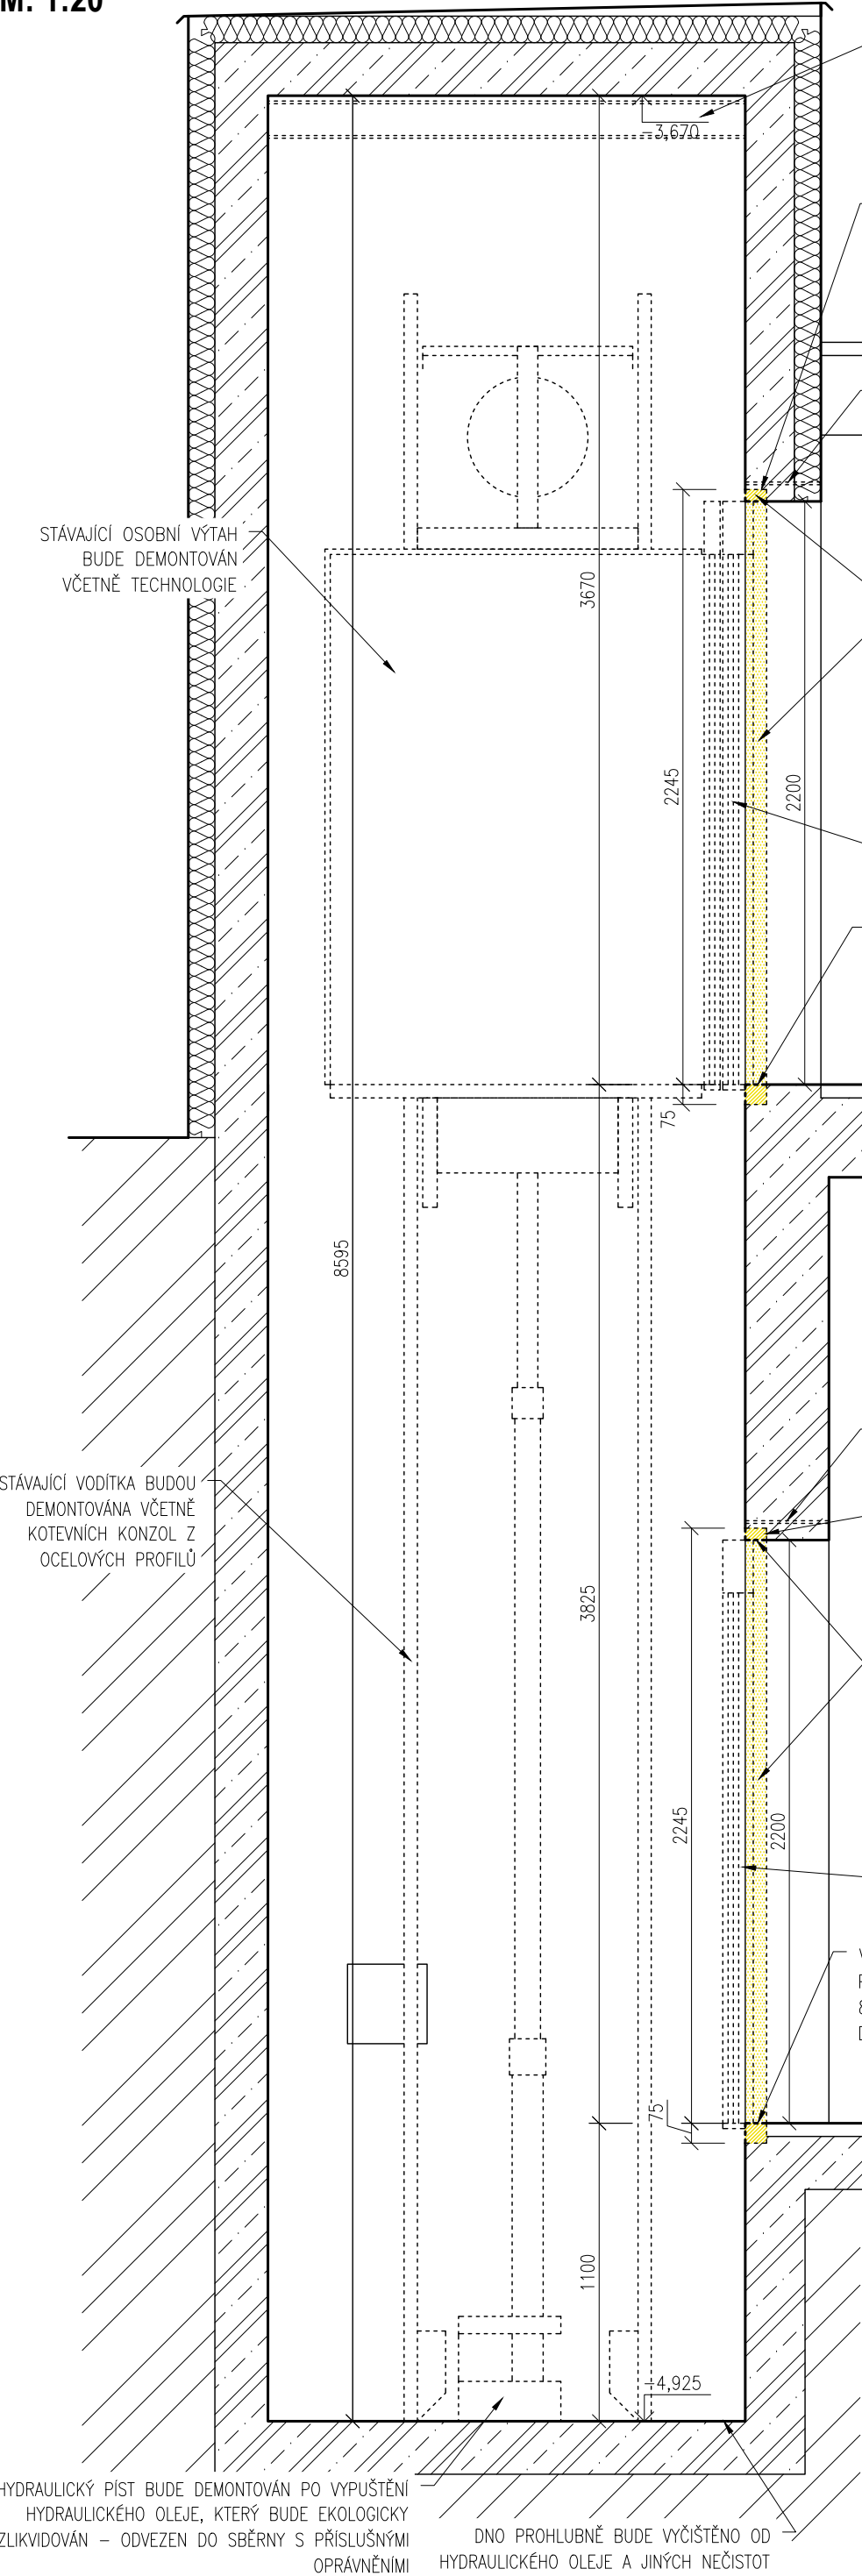 M. 1:20
-3,670
STÁVAJÍCÍ OSOBNÍ VÝTAH
BUDE DEMONTOVÁN
VČETNĚ TECHNOLOGIE
3670
2245
2200
75
8595
STÁVAJÍCÍ VODÍTKA BUDOU
DEMONTOVÁNA VČETNĚ
KOTEVNÍCH KONZOL Z
OCELOVÝCH PROFILŮ
3825
2245
2200
75
1100
-4,925
HYDRAULICKÝ PÍST BUDE DEMONTOVÁN PO VYPUŠTĚNÍ
HYDRAULICKÉHO OLEJE, KTERÝ BUDE EKOLOGICKY
ZLIKVIDOVÁN – ODVEZEN DO SBĚRNY S PŘÍSLUŠNÝMI
OPRÁVNĚNÍMI
DNO PROHLUBNĚ BUDE VYČIŠTĚNO OD
HYDRAULICKÉHO OLEJE A JINÝCH NEČISTOT